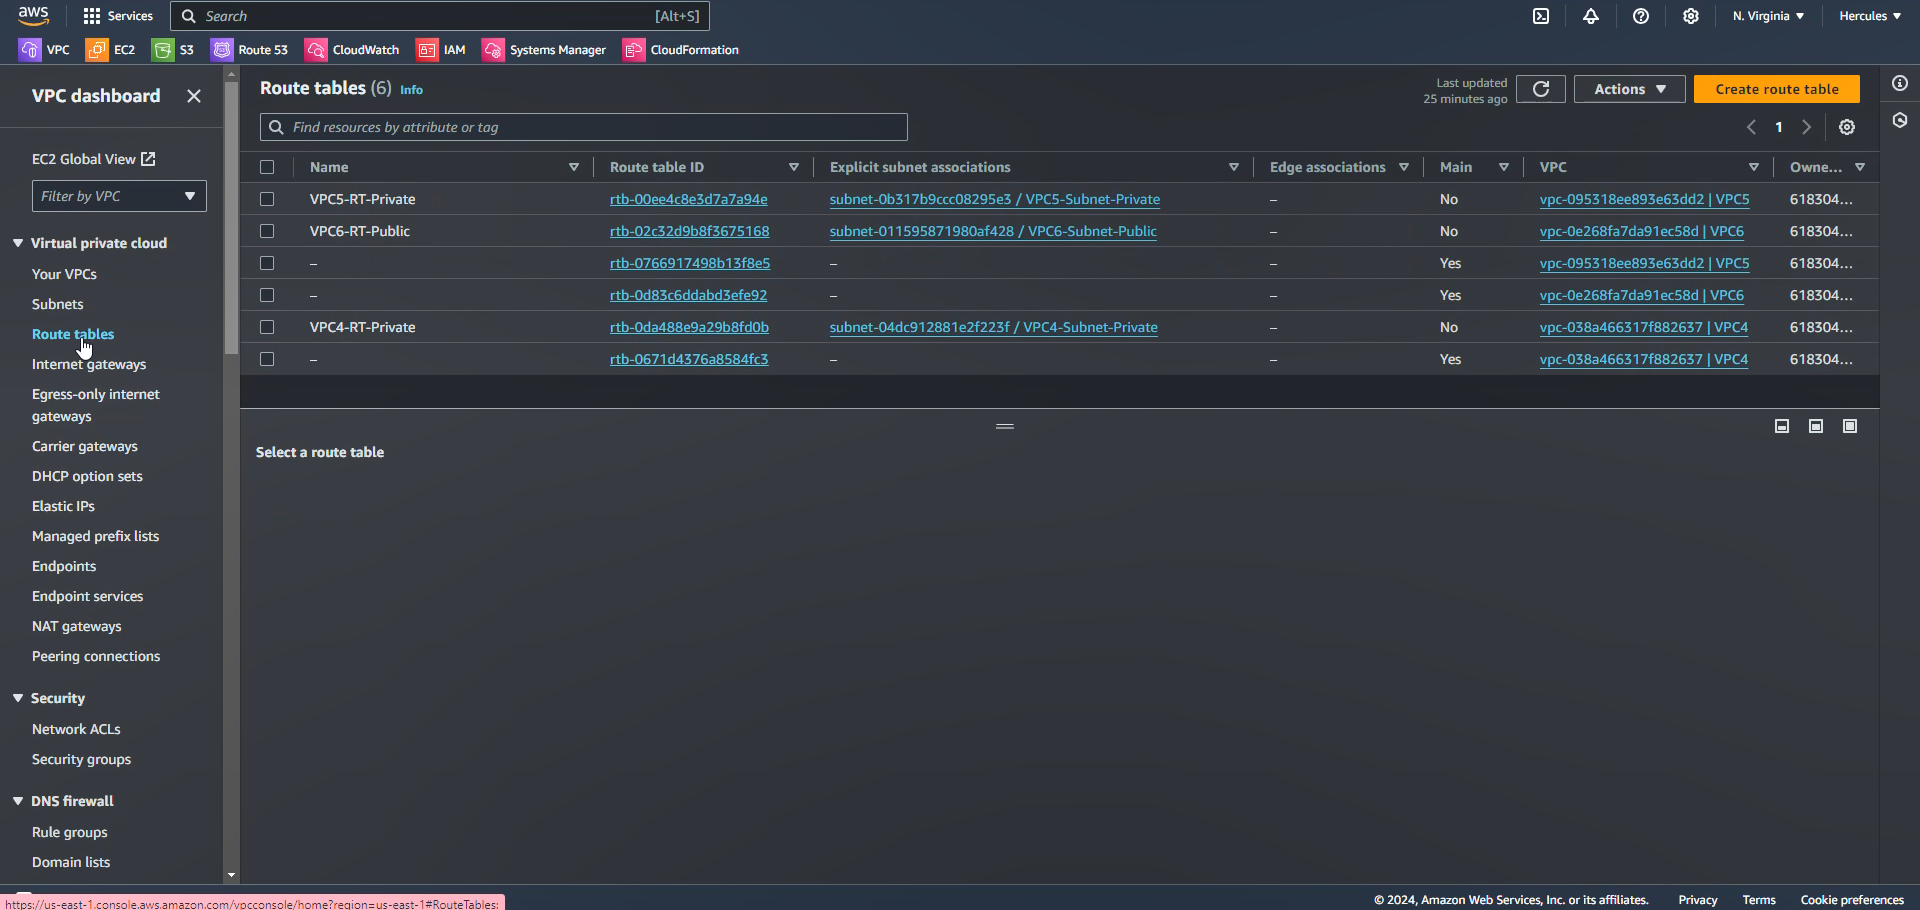 aws
Services
Search
[Alt+S]
N. Virginia
Hercules
VPC
EC2
S3
Route 53
CloudWatch
IAM
Systems Manager
CloudFormation
VPC dashboard
EC2 Global View
Filter by VPC
Virtual private cloud
Your VPCs
Subnets
Route tables
Internet gateways
Egress-only internet
gateways
Carrier gateways
DHCP option sets
Elastic IPs
Managed prefix lists
Endpoints
Endpoint services
NAT gateways
Peering connections
Security
Network ACLs
Security groups
DNS firewall
Rule groups
Domain lists
Route tables (6) Info
Last updated
25 minutes ago
Actions
Create route table
Find resources by attribute or tag
1
Name Route table ID Explicit subnet associations Edge associations Main VPC Owne...
VPC5-RT-Private rtb-00ee4c8e3d7a7a94e subnet-0b317b9ccc08295e3 / VPC5-Subnet-Private – No vpc-095318ee893e63dd2 | VPC5 618304...
VPC6-RT-Public rtb-02c32d9b8f3675168 subnet-011595871980af428 / VPC6-Subnet-Public – No vpc-0e268fa7da91ec58d | VPC6 618304...
– rtb-0766917498b13f8e5 – – Yes vpc-095318ee893e63dd2 | VPC5 618304...
– rtb-0d83c6ddabd3efe92 – – Yes vpc-0e268fa7da91ec58d | VPC6 618304...
VPC4-RT-Private rtb-0da488e9a29b8fd0b subnet-04dc912881e2f223f / VPC4-Subnet-Private – No vpc-038a466317f882637 | VPC4 618304...
– rtb-0671d4376a8584fc3 – – Yes vpc-038a466317f882637 | VPC4 618304...
Select a route table
https://us-east-1.console.aws.amazon.com/vpcconsole/home?region=us-east-1#RouteTables:
© 2024, Amazon Web Services, Inc. or its affiliates.
Privacy
Terms
Cookie preferences